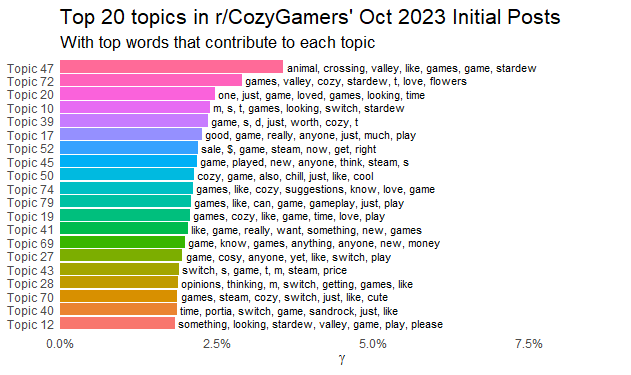 Top 20 topics in r/CozyGamers' Oct 2023 Initial Posts
With top words that contribute to each topic
Topic 47 animal, crossing, valley, like, games, game, stardew
Topic 72 games, valley, cozy, stardew, t, love, flowers
Topic 20 one, just, game, loved, games, looking, time
Topic 10 m, s, t, games, looking, switch, stardew
Topic 39 game, s, d, just, worth, cozy, t
Topic 17 good, game, really, anyone, just, much, play
Topic 52 sale, $, game, steam, now, get, right
Topic 45 game, played, new, anyone, think, steam, s
Topic 50 cozy, game, also, chill, just, like, cool
Topic 74 games, like, cozy, suggestions, know, love, game
Topic 79 games, like, can, game, gameplay, just, play
Topic 19 games, cozy, like, game, time, love, play
Topic 41 like, game, really, want, something, new, games
Topic 69 game, know, games, anything, anyone, new, money
Topic 27 game, cosy, anyone, yet, like, switch, play
Topic 43 switch, s, game, t, m, steam, price
Topic 28 opinions, thinking, m, switch, getting, games, like
Topic 70 games, steam, cozy, switch, just, like, cute
Topic 40 time, portia, switch, game, sandrock, just, like
Topic 12 something, looking, stardew, valley, game, play, please
0.0% 2.5% 5.0% 7.5%
γ